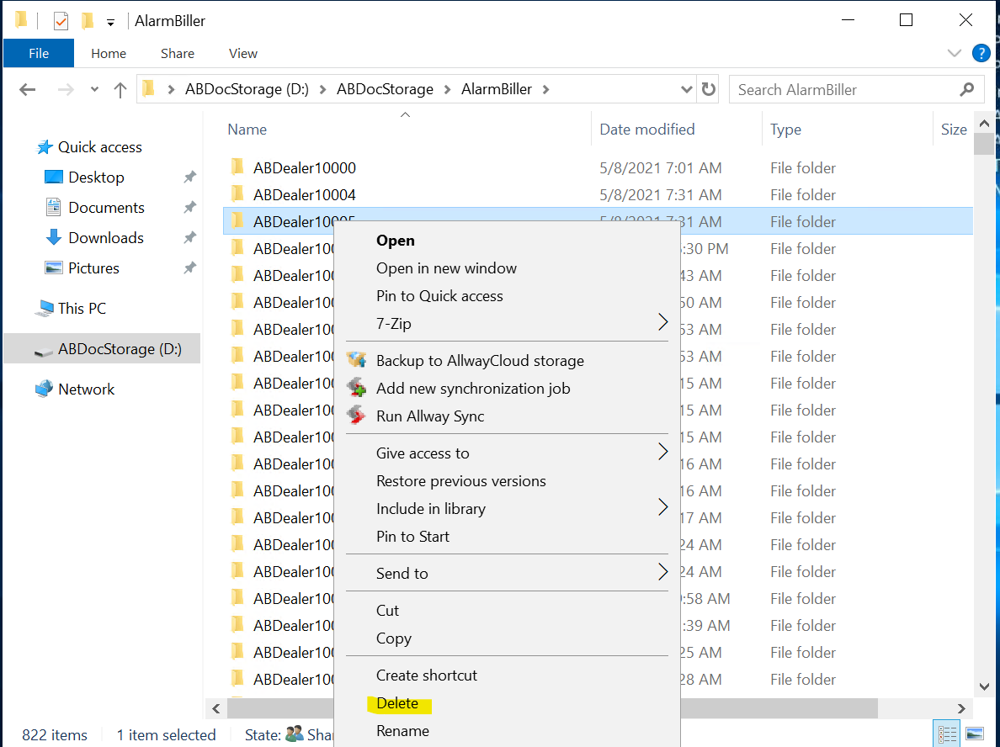 AlarmBiller
File Home Share View ?
ABDocStorage (D:) ABDocStorage AlarmBiller Search AlarmBiller
Name Date modified Type Size
Quick access
Desktop
Documents
Downloads
Pictures
This PC
ABDocStorage (D:)
Network
ABDealer10000 5/8/2021 7:01 AM File folder
ABDealer10004 5/8/2021 7:31 AM File folder
ABDealer10005 5/8/2021 7:31 AM File folder
ABDealer100 :30 PM File folder
ABDealer100 43 AM File folder
ABDealer100 50 AM File folder
ABDealer100 53 AM File folder
ABDealer100 53 AM File folder
ABDealer100 15 AM File folder
ABDealer100 15 AM File folder
ABDealer100 15 AM File folder
ABDealer100 16 AM File folder
ABDealer100 16 AM File folder
ABDealer100 17 AM File folder
ABDealer100 24 AM File folder
ABDealer100 24 AM File folder
ABDealer100 :58 AM File folder
ABDealer100 :39 AM File folder
ABDealer100 25 AM File folder
ABDealer100 28 AM File folder
Open
Open in new window
Pin to Quick access
7-Zip
Backup to AllwayCloud storage
Add new synchronization job
Run Allway Sync
Give access to
Restore previous versions
Include in library
Pin to Start
Send to
Cut
Copy
Create shortcut
Delete
Rename
822 items 1 item selected State: Shar